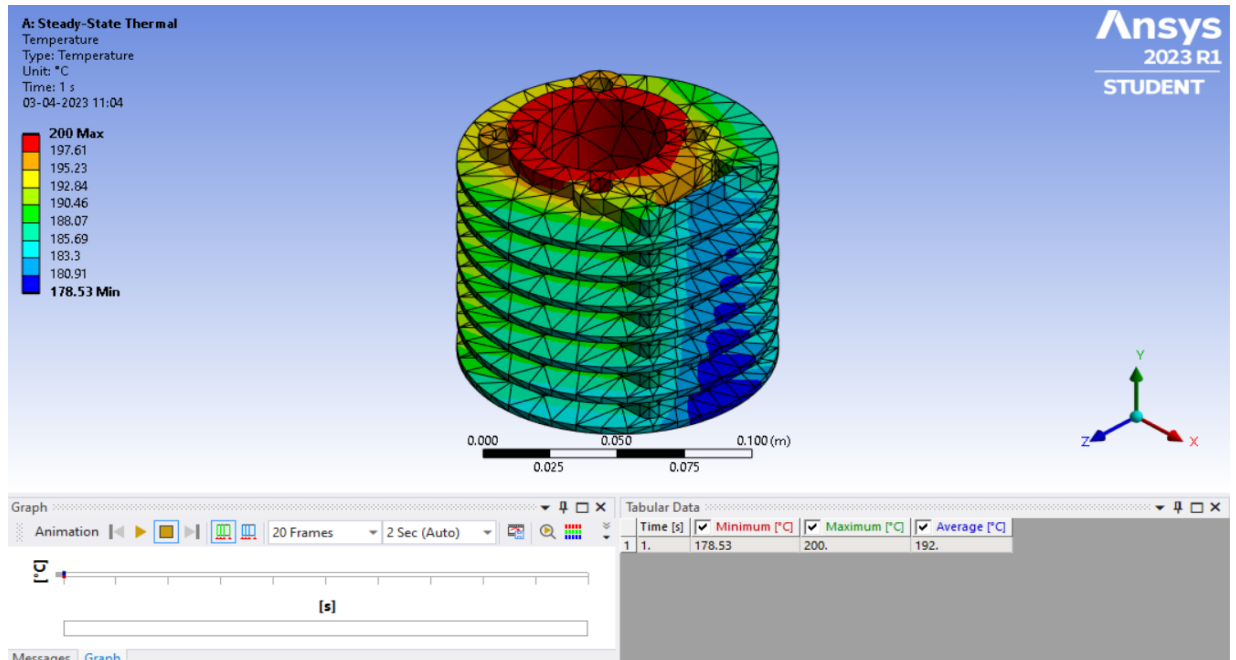 A: Steady-State Thermal
Temperature
Type: Temperature
Unit: °C
Time: 1 s
03-04-2023 11:04
200 Max
197.61
195.23
192.84
190.46
188.07
185.69
183.3
180.91
178.53 Min
Ansys
2023 R1
STUDENT
0.000 0.050 0.100 (m)
0.025 0.075
Y
Z X
Graph
Animation 20 Frames 2 Sec (Auto)
[°C]
[s]
Messages Graph
Tabular Data
Time [s] Minimum [°C] Maximum [°C] Average [°C]
1 1. 178.53 200. 192.